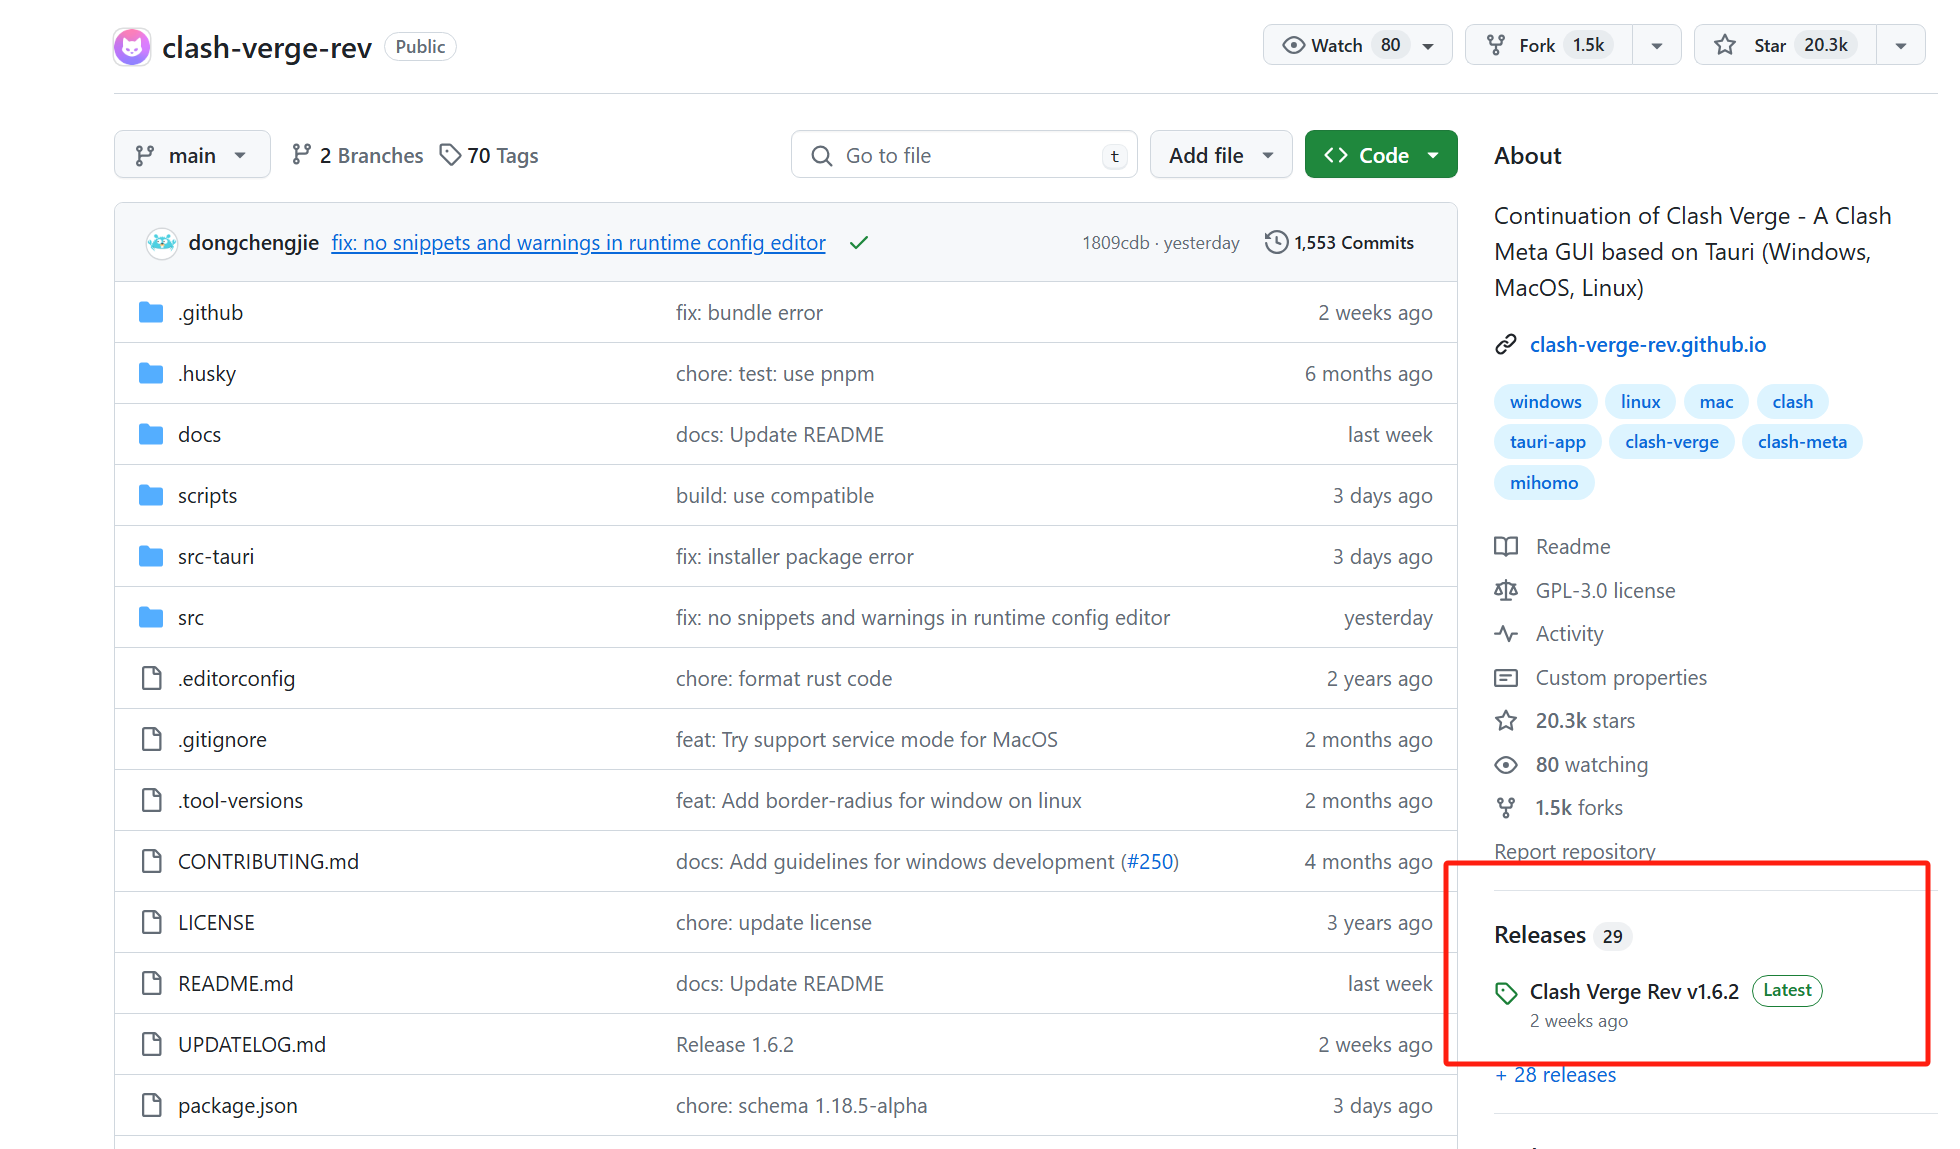 clash-verge-rev Public
Watch 80 Fork 1.5k Star 20.3k
main 2 Branches 70 Tags Go to file t Add file Code
dongchengjie fix: no snippets and warnings in runtime config editor 1809cdb · yesterday 1,553 Commits
.github fix: bundle error 2 weeks ago
.husky chore: test: use pnpm 6 months ago
docs docs: Update README last week
scripts build: use compatible 3 days ago
src-tauri fix: installer package error 3 days ago
src fix: no snippets and warnings in runtime config editor yesterday
.editorconfig chore: format rust code 2 years ago
.gitignore feat: Try support service mode for MacOS 2 months ago
.tool-versions feat: Add border-radius for window on linux 2 months ago
CONTRIBUTING.md docs: Add guidelines for windows development (#250) 4 months ago
LICENSE chore: update license 3 years ago
README.md docs: Update README last week
UPDATELOG.md Release 1.6.2 2 weeks ago
package.json chore: schema 1.18.5-alpha 3 days ago
About
Continuation of Clash Verge - A Clash
Meta GUI based on Tauri (Windows,
MacOS, Linux)
clash-verge-rev.github.io
windows linux mac clash
tauri-app clash-verge clash-meta
mihomo
Readme
GPL-3.0 license
Activity
Custom properties
20.3k stars
80 watching
1.5k forks
Report repository
Releases 29
Clash Verge Rev v1.6.2 Latest
2 weeks ago
+ 28 releases